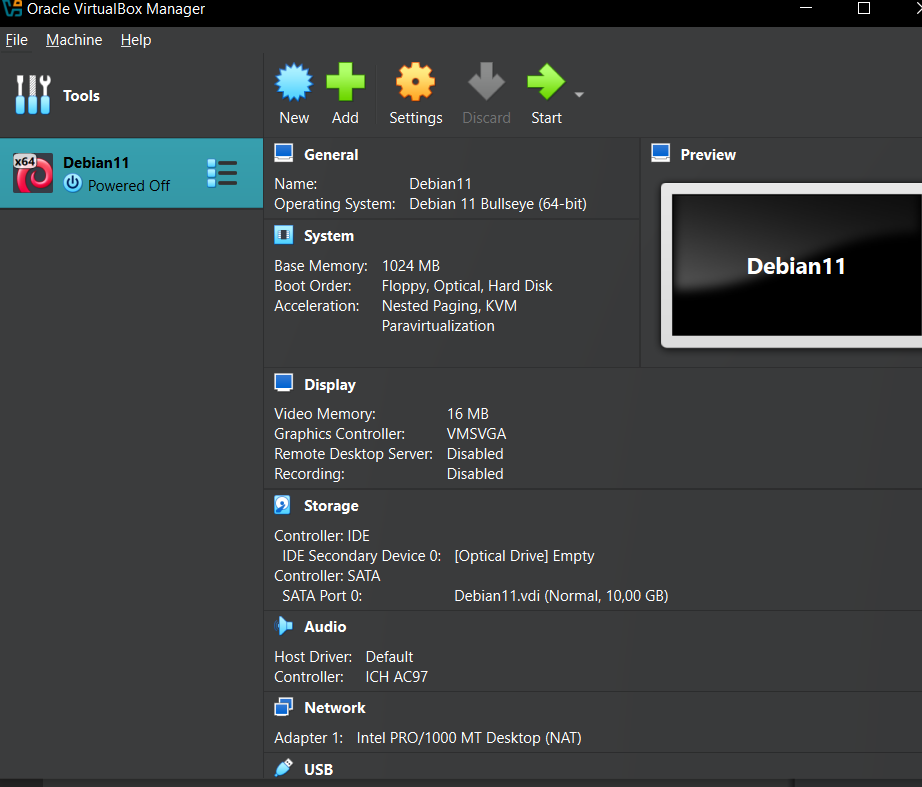 Oracle VirtualBox Manager
File Machine Help
Tools
New Add Settings Discard Start
x64 Debian11
Powered Off
General
Name: Debian11
Operating System: Debian 11 Bullseye (64-bit)
Preview
Debian11
System
Base Memory: 1024 MB
Boot Order: Floppy, Optical, Hard Disk
Acceleration: Nested Paging, KVM
Paravirtualization
Display
Video Memory: 16 MB
Graphics Controller: VMSVGA
Remote Desktop Server: Disabled
Recording: Disabled
Storage
Controller: IDE
IDE Secondary Device 0: [Optical Drive] Empty
Controller: SATA
SATA Port 0: Debian11.vdi (Normal, 10,00 GB)
Audio
Host Driver: Default
Controller: ICH AC97
Network
Adapter 1: Intel PRO/1000 MT Desktop (NAT)
USB